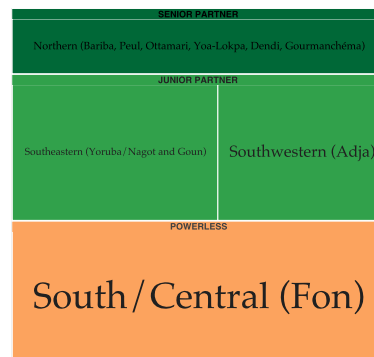 SENIOR PARTNER
Northern (Bariba, Peul, Ottamari, Yoa-Lokpa, Dendi, Gourmanchéma)
JUNIOR PARTNER
Southeastern (Yoruba/Nagot and Goun)
Southwestern (Adja)
POWERLESS
South/Central (Fon)